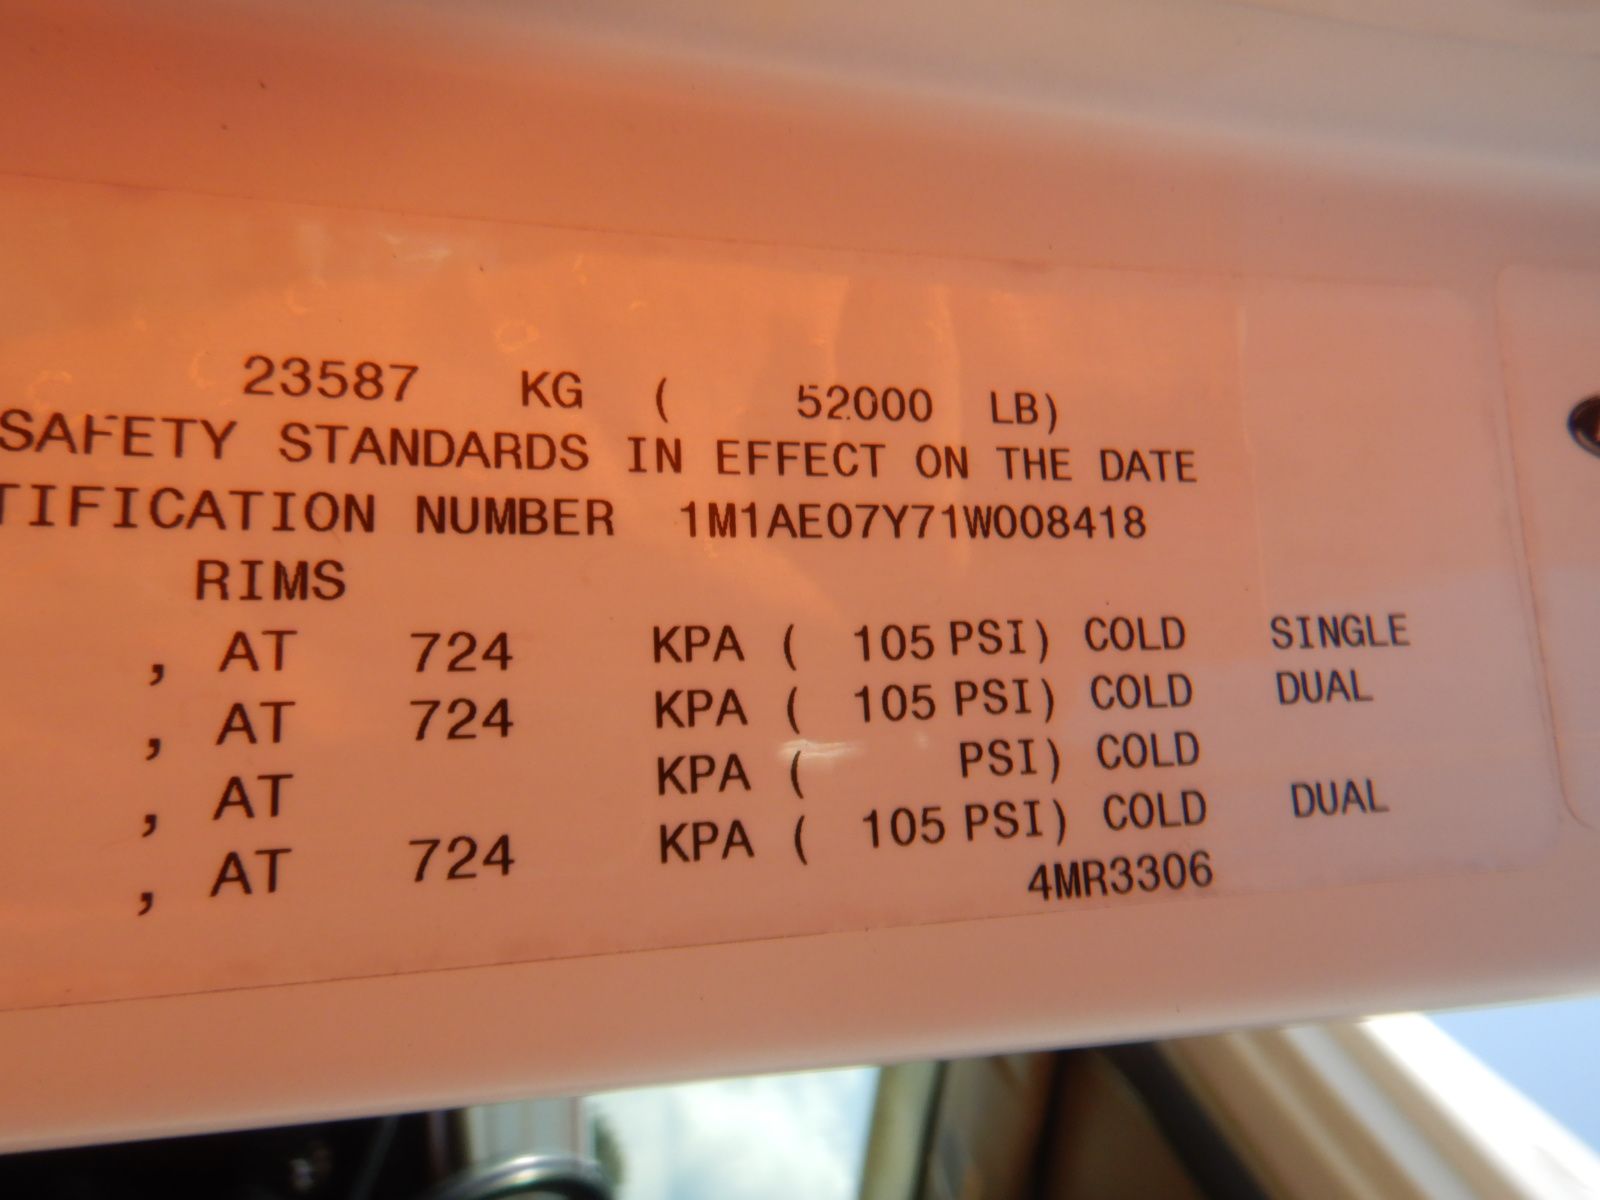 23587 KG ( 52000 LB)
SAFETY STANDARDS IN EFFECT ON THE DATE
TIFICATION NUMBER 1M1AE07Y71W008418
RIMS
, AT 724 KPA ( 105 PSI) COLD SINGLE
, AT 724 KPA ( 105 PSI) COLD DUAL
, AT KPA ( PSI) COLD
, AT 724 KPA ( 105 PSI) COLD DUAL
4MR3306